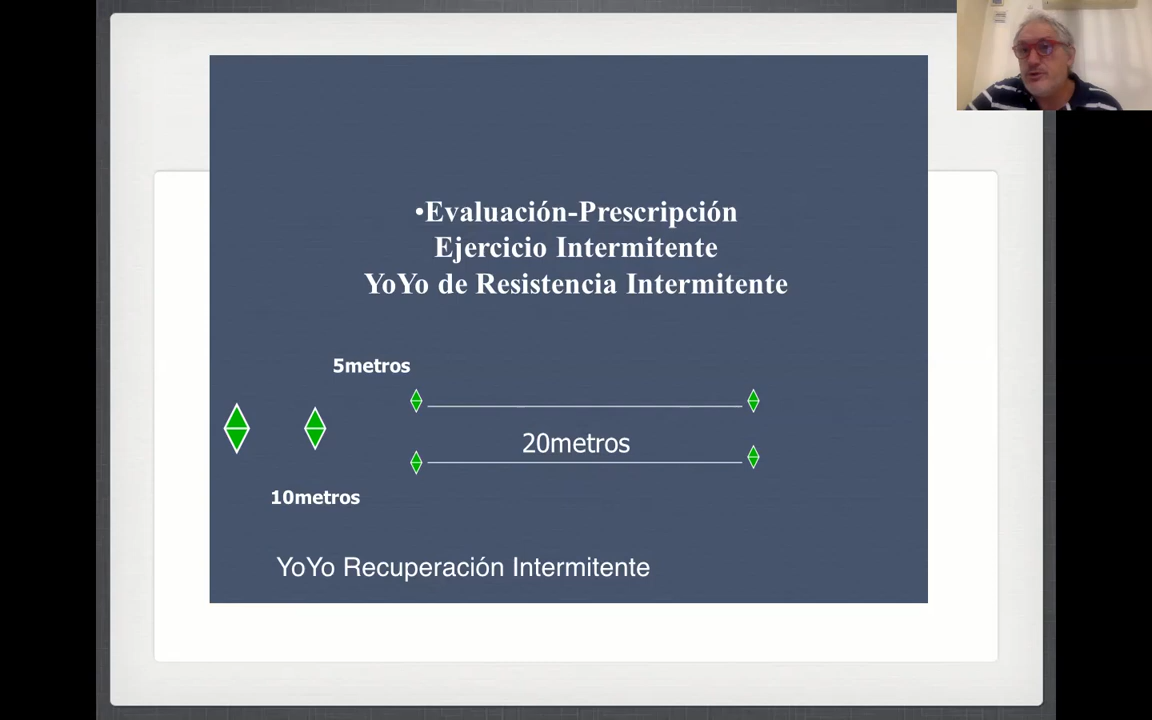 •Evaluación-Prescripción
Ejercicio Intermitente
YoYo de Resistencia Intermitente
5metros
20metros
10metros
YoYo Recuperación Intermitente